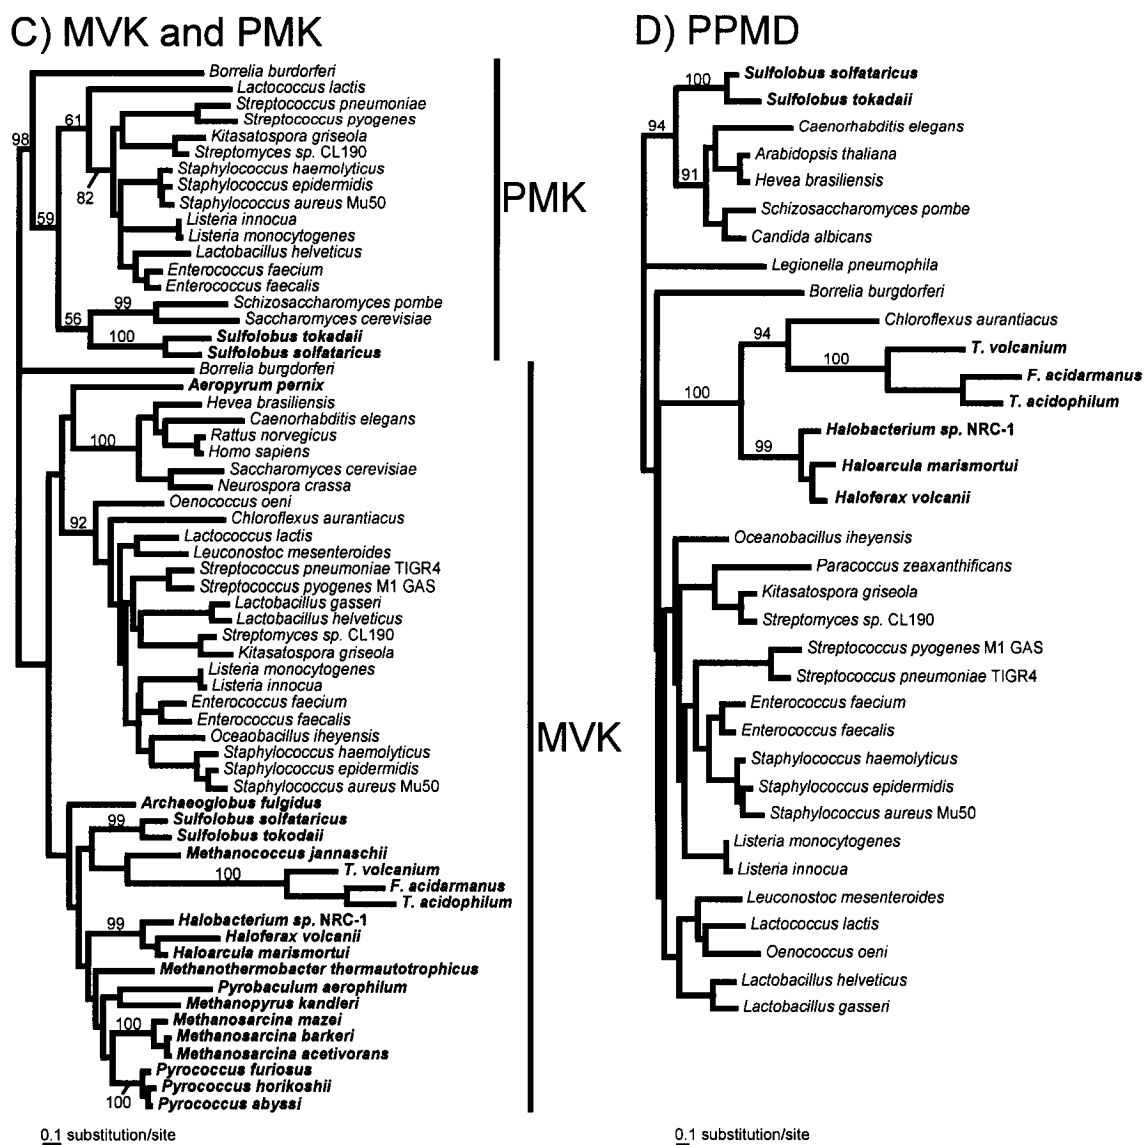 C) MVK and PMK
Borrelia burdorferi
Lactococcus lactis
61
Streptococcus pneumoniae
Streptococcus pyogenes
98
Kitasatospora griseola
Streptomyces sp. CL190
Staphylococcus haemolyticus
82
Staphylococcus epidermidis
Staphylococcus aureus Mu50
PMK
59
Listeria innocua
Listeria monocytogenes
Lactobacillus helveticus
Enterococcus faecium
Enterococcus faecalis
99
Schizosaccharomyces pombe
56
Saccharomyces cerevisiae
100
Sulfolobus tokadaii
Sulfolobus solfataricus
Borrelia burgdorferi
Aeropyrum pernix
Hevea brasiliensis
Caenorhabditis elegans
100
Rattus norvegicus
Homo sapiens
Saccharomyces cerevisiae
Neurospora crassa
Oenococcus oeni
92
Chloroflexus aurantiacus
Lactococcus lactis
Leuconostoc mesenteroides
Streptococcus pneumoniae TIGR4
Streptococcus pyogenes M1 GAS
Lactobacillus gasseri
Lactobacillus helveticus
Streptomyces sp. CL190
Kitasatospora griseola
Listeria monocytogenes
Listeria innocua
Enterococcus faecium
Enterococcus faecalis
MVK
Oceaobacillus iheyensis
Staphylococcus haemolyticus
Staphylococcus epidermidis
Staphylococcus aureus Mu50
Archaeoglobus fulgidus
99
Sulfolobus solfataricus
Sulfolobus tokodaii
Methanococcus jannaschii
100
T. volcanium
F. acidarmanus
T. acidophilum
99
Halobacterium sp. NRC-1
Haloferax volcanii
Haloarcula marismortui
Methanothermobacter thermautotrophicus
Pyrobaculum aerophilum
Methanopyrus kandleri
100
Methanosarcina mazei
Methanosarcina barkeri
Methanosarcina acetivorans
Pyrococcus furiosus
Pyrococcus horikoshii
100
Pyrococcus abyssi
0.1 substitution/site
D) PPMD
100
Sulfolobus solfataricus
Sulfolobus tokadaii
94
Caenorhabditis elegans
Arabidopsis thaliana
91
Hevea brasiliensis
Schizosaccharomyces pombe
Candida albicans
Legionella pneumophila
Borrelia burgdorferi
Chloroflexus aurantiacus
94
T. volcanium
100
F. acidarmanus
100
T. acidophilum
Halobacterium sp. NRC-1
99
Haloarcula marismortui
Haloferax volcanii
Oceanobacillus iheyensis
Paracoccus zeaxanthificans
Kitasatospora griseola
Streptomyces sp. CL190
Streptococcus pyogenes M1 GAS
Streptococcus pneumoniae TIGR4
Enterococcus faecium
Enterococcus faecalis
Staphylococcus haemolyticus
Staphylococcus epidermidis
Staphylococcus aureus Mu50
Listeria monocytogenes
Listeria innocua
Leuconostoc mesenteroides
Lactococcus lactis
Oenococcus oeni
Lactobacillus helveticus
Lactobacillus gasseri
0.1 substitution/site